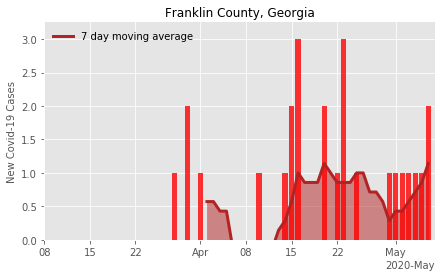 Franklin County, Georgia
7 day moving average
New Covid-19 Cases
3.0
2.5
2.0
1.5
1.0
0.5
0.0
08 15 22 Apr 08 15 22 May
2020-May